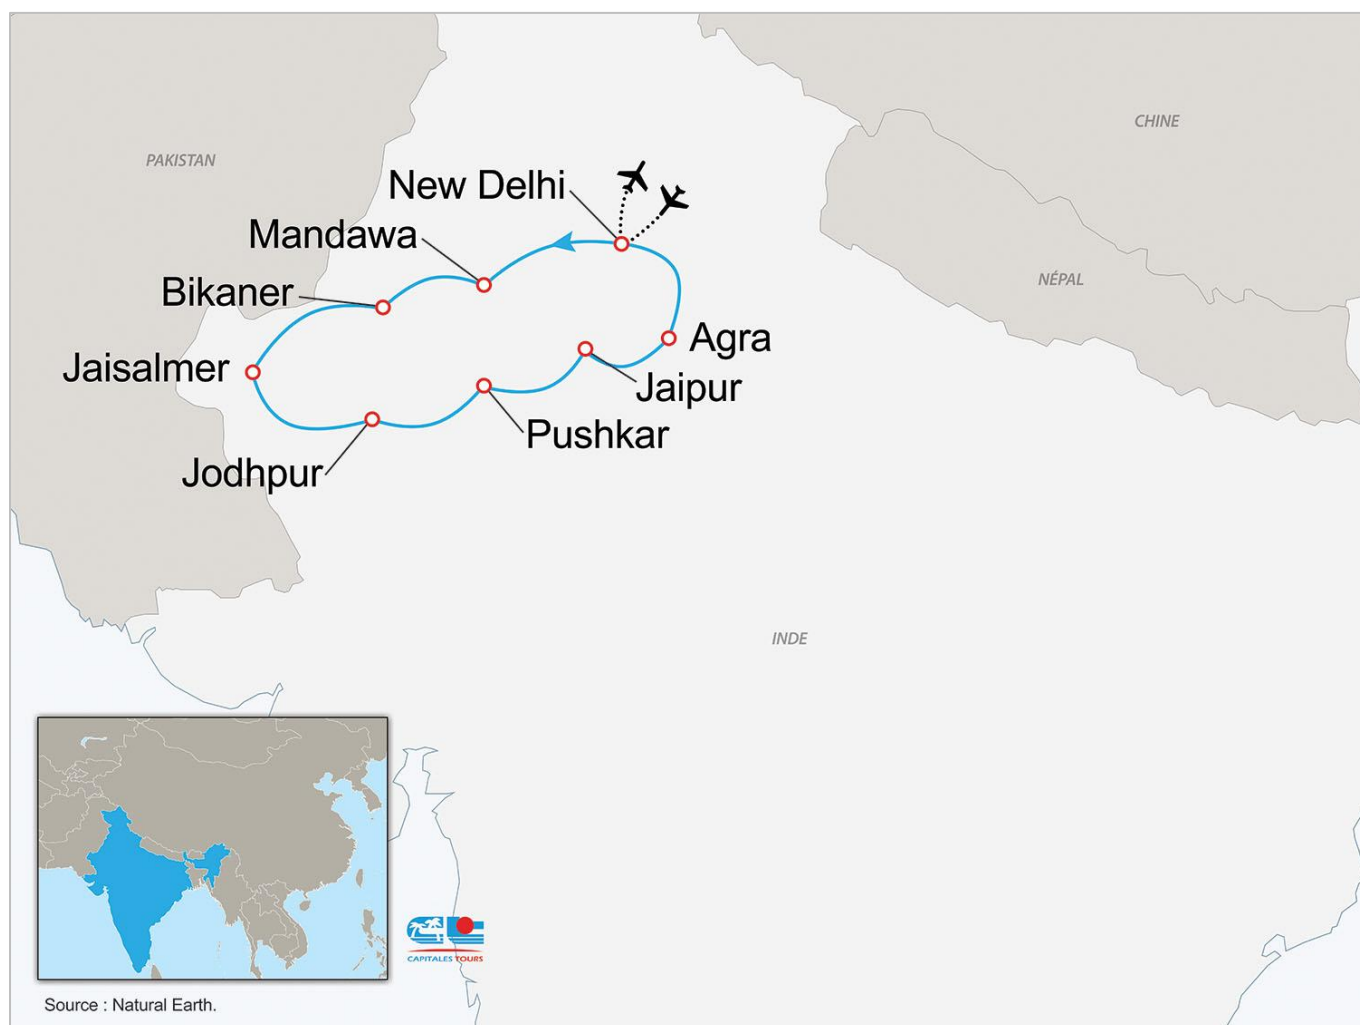 CHINE
PAKISTAN
New Delhi
Mandawa
NÉPAL
Bikaner
Agra
Jaisalmer
Jaipur
Pushkar
Jodhpur
INDE
CAPITALES TOURS
Source : Natural Earth.